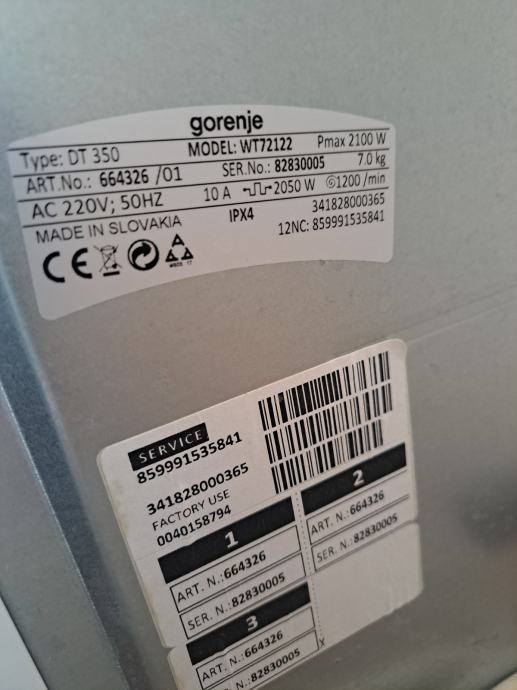 gorenje
Type: DT 350 MODEL: WT72122 Pmax 2100 W
ART.No.: 664326 /01 SER.No.: 82830005 7.0 kg
AC 220V; 50HZ 10 A 2050 W 1200 /min
MADE IN SLOVAKIA IPX4 341828000365
12NC: 859991535841
SERVICE
859991535841
341828000365
FACTORY USE
0040158794
1
ART. N.:664326
SER. N.:82830005
2
ART. N.:664326
SER. N.:82830005
3
ART. N.:664326
SER. N.:82830005
X